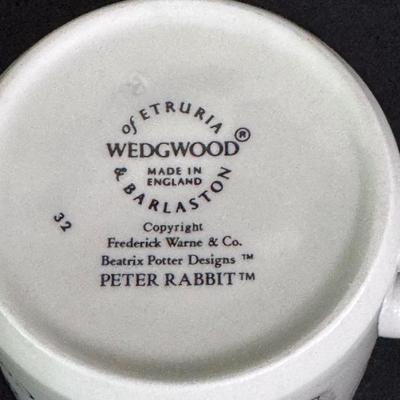 of ETRURIA
WEDGWOOD®
MADE IN
ENGLAND
& BARLASTON
32
Copyright
Frederick Warne & Co.
Beatrix Potter Designs ™
PETER RABBIT™